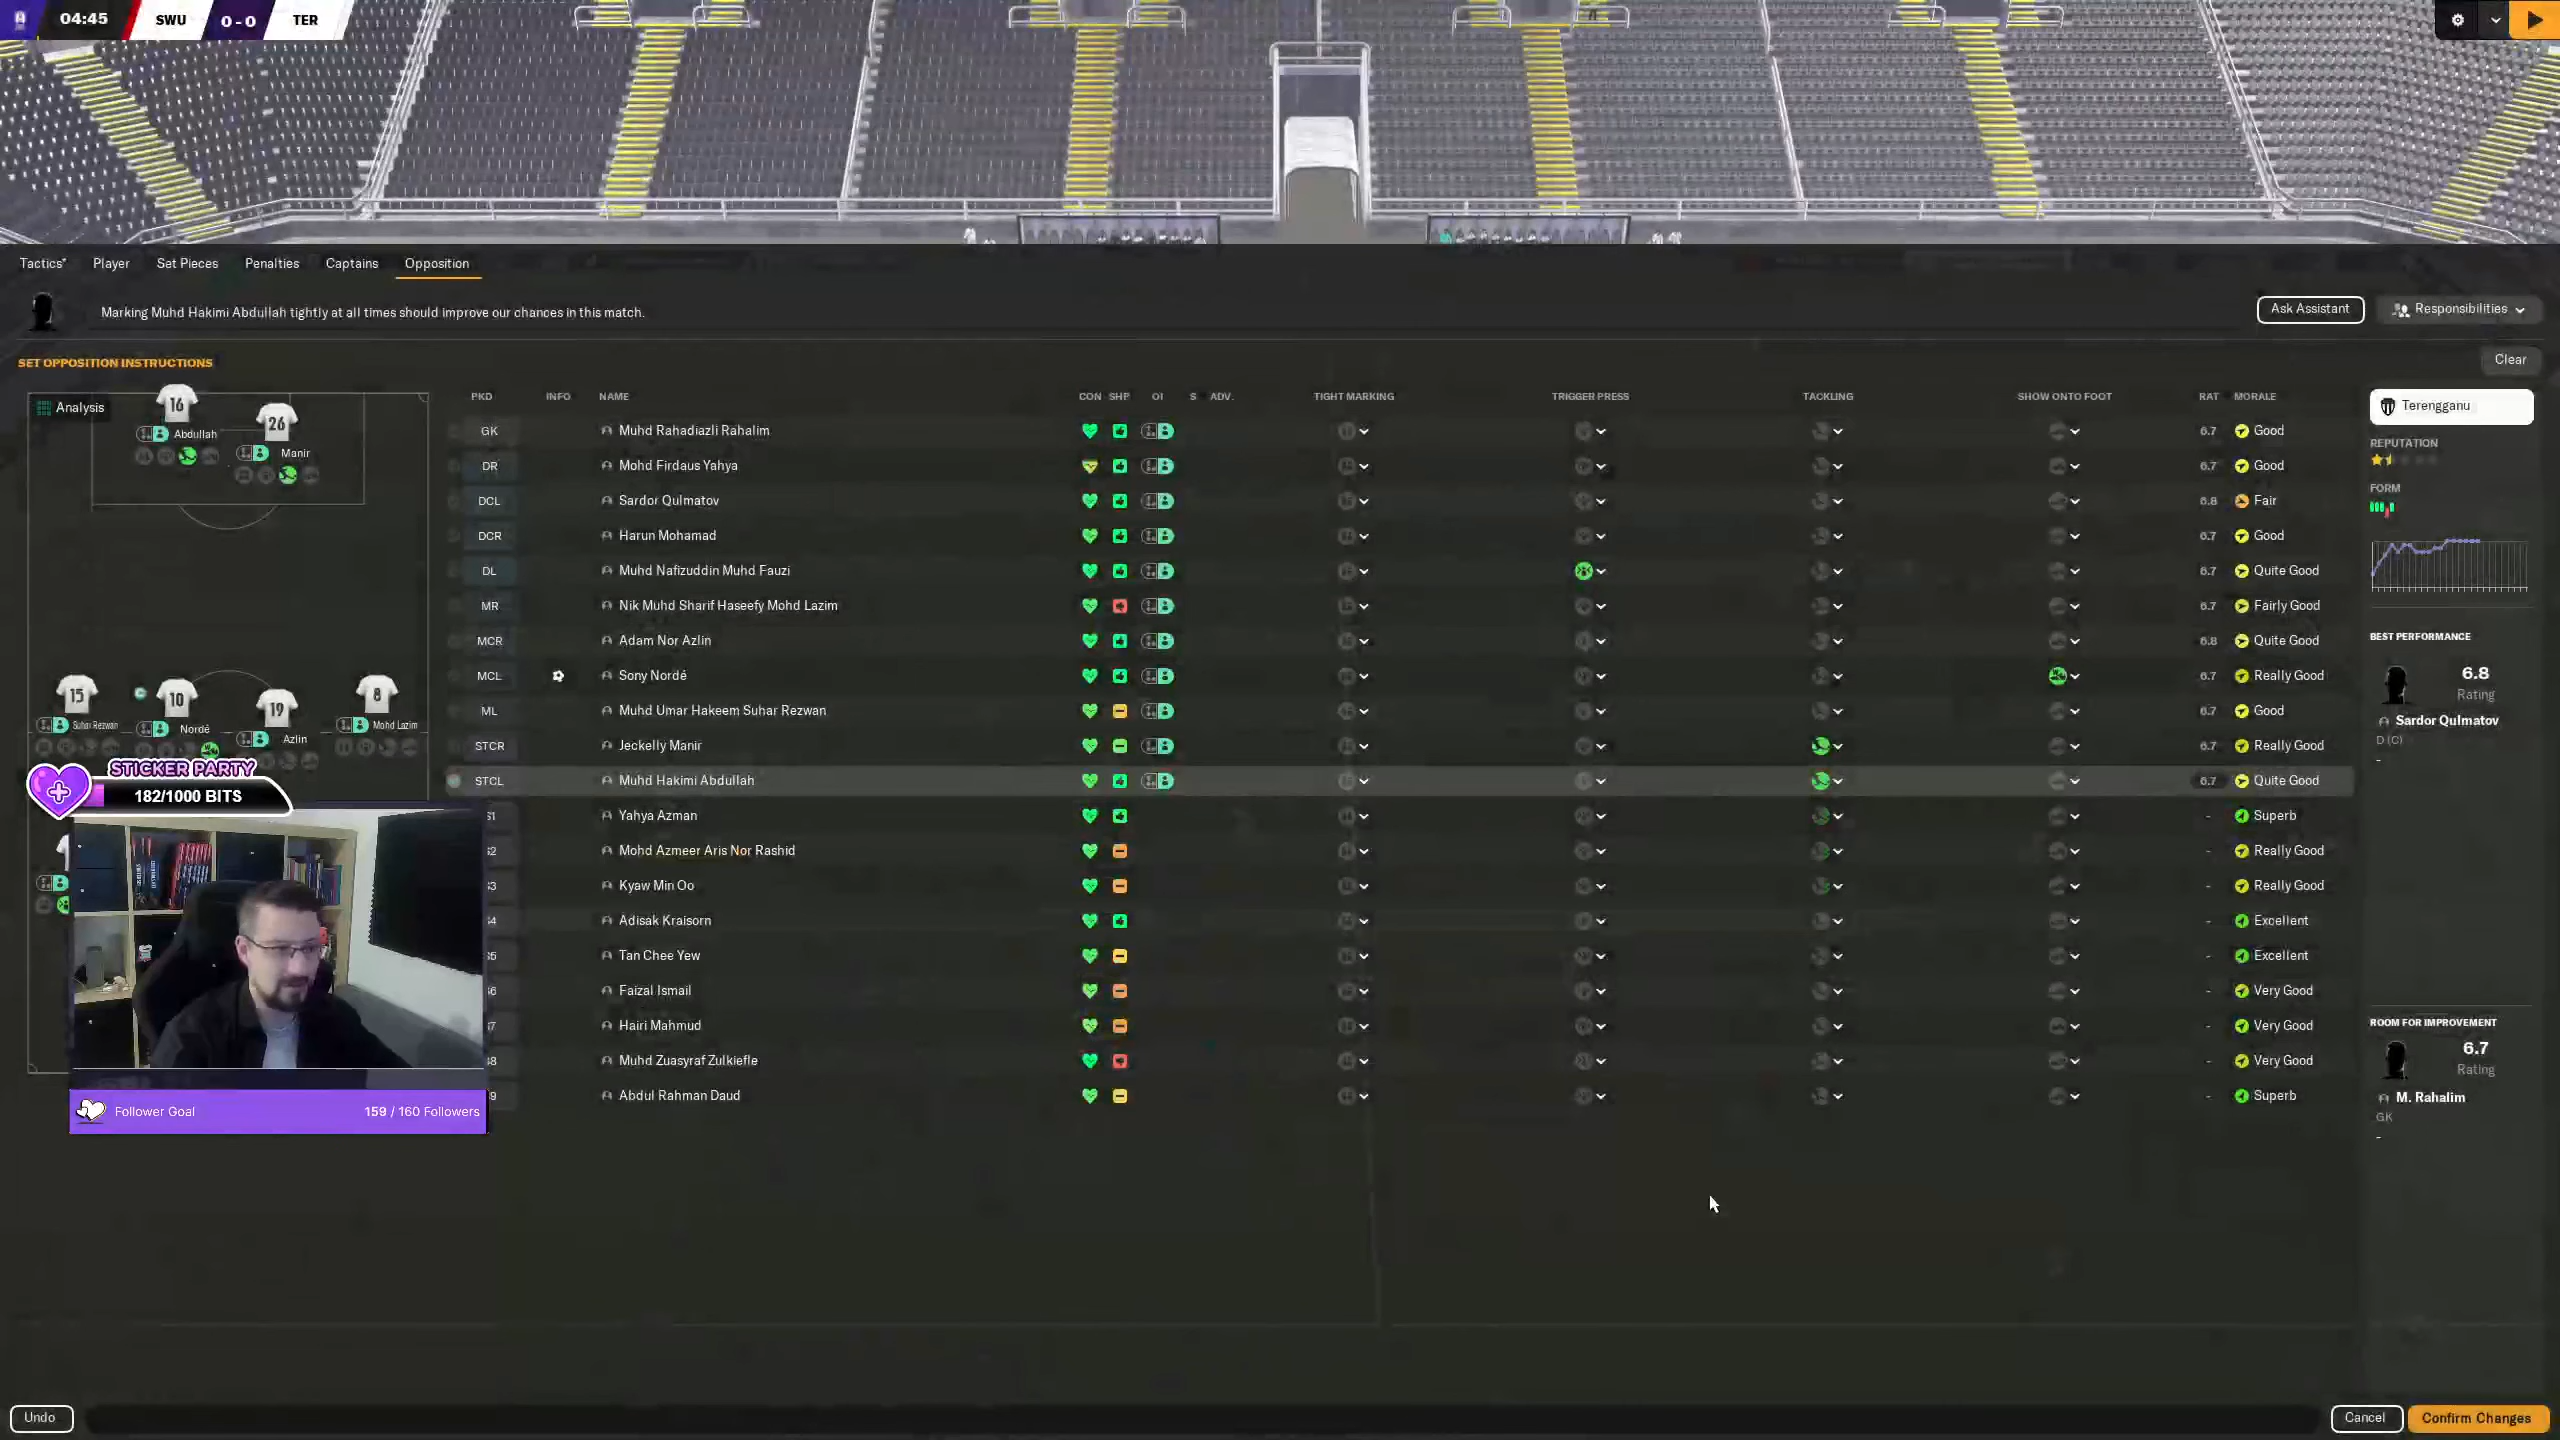 04:45 SWU 0 - 0 TER
Tactics* Player Set Pieces Penalties Captains Opposition
Marking Muhd Hakimi Abdullah tightly at all times should improve our chances in this match.
Ask Assistant Responsibilities
SET OPPOSITION INSTRUCTIONS
Clear
Analysis
16
Abdullah
26
Manir
15
Suhar Rezwan
10
Nordé
19
Azlin
8
Mohd Lazim
PKD INFO NAME CON SHP OI S ADV. TIGHT MARKING TRIGGER PRESS TACKLING SHOW ONTO FOOT RAT MORALE
GK Muhd Rahadiazli Rahalim 6.7 Good
DR Mohd Firdaus Yahya 6.7 Good
DCL Sardor Qulmatov 6.8 Fair
DCR Harun Mohamad 6.7 Good
DL Muhd Nafizuddin Muhd Fauzi 6.7 Quite Good
MR Nik Muhd Sharif Haseefy Mohd Lazim 6.7 Fairly Good
MCR Adam Nor Azlin 6.8 Quite Good
MCL Sony Nordé 6.7 Really Good
ML Muhd Umar Hakeem Suhar Rezwan 6.7 Good
STCR Jeckelly Manir 6.7 Really Good
STCL Muhd Hakimi Abdullah 6.7 Quite Good
Yahya Azman - Superb
Mohd Azmeer Aris Nor Rashid - Really Good
Kyaw Min Oo - Really Good
Adisak Kraisorn - Excellent
Tan Chee Yew - Excellent
Faizal Ismail - Very Good
Hairi Mahmud - Very Good
Muhd Zuasyraf Zulkiefle - Very Good
Abdul Rahman Daud - Superb
Terengganu
REPUTATION
FORM
BEST PERFORMANCE
6.8
Rating
Sardor Qulmatov
D (C)
-
ROOM FOR IMPROVEMENT
6.7
Rating
M. Rahalim
GK
-
STICKER PARTY
182/1000 BITS
Follower Goal 159 / 160 Followers
Undo
Cancel Confirm Changes